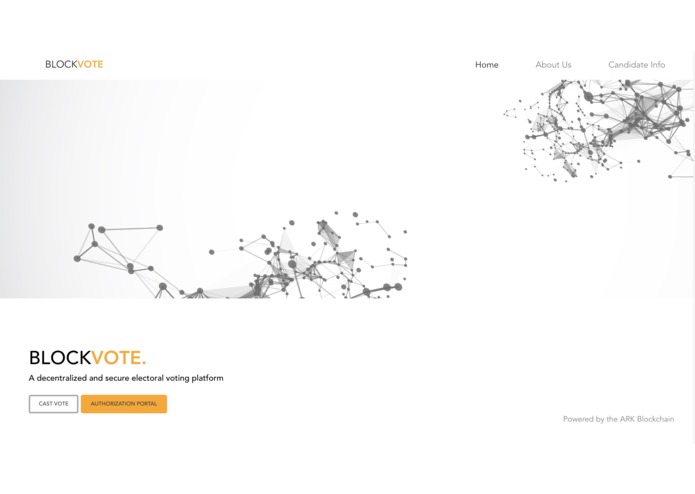 BLOCKVOTE
Home About Us Candidate Info
BLOCKVOTE.
A decentralized and secure electoral voting platform
CAST VOTE AUTHORIZATION PORTAL
Powered by the ARK Blockchain